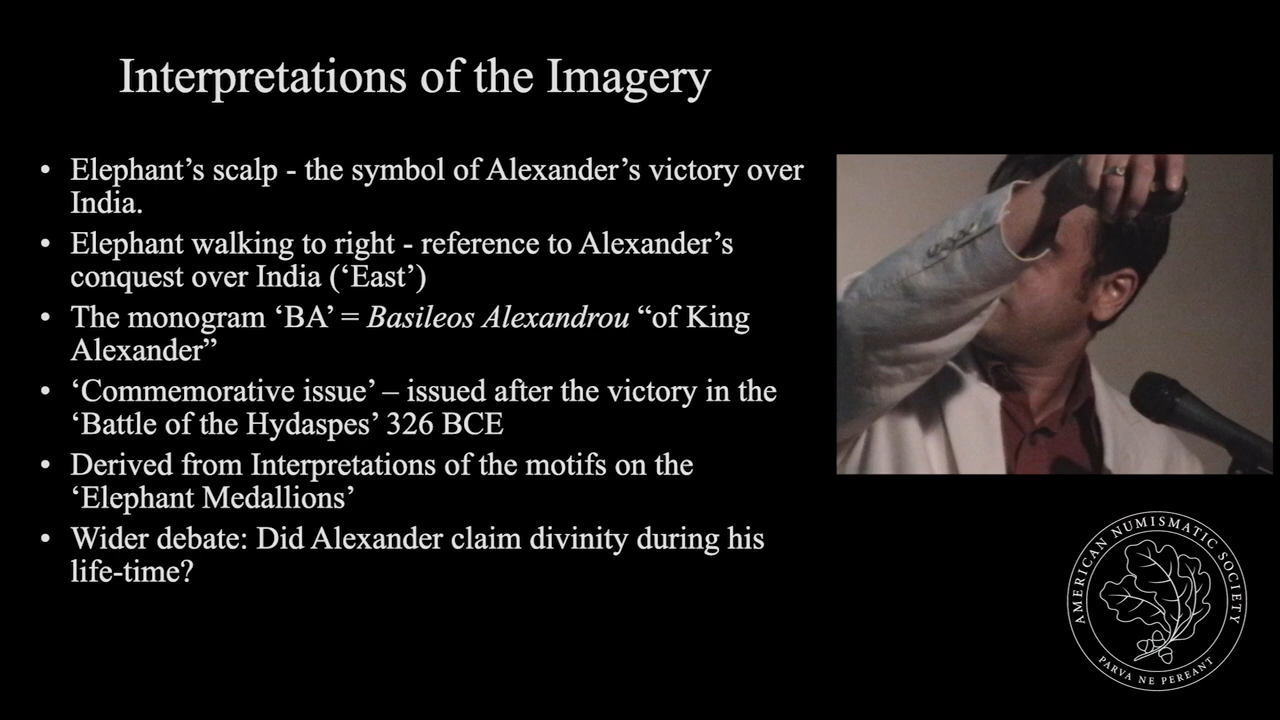 Interpretations of the Imagery
• Elephant’s scalp - the symbol of Alexander’s victory over
India.
• Elephant walking to right - reference to Alexander’s
conquest over India (‘East’)
• The monogram ‘BA’ = Basileos Alexandrou “of King
Alexander”
• ‘Commemorative issue’ – issued after the victory in the
‘Battle of the Hydaspes’ 326 BCE
• Derived from Interpretations of the motifs on the
‘Elephant Medallions’
• Wider debate: Did Alexander claim divinity during his
life-time?
AMERICAN NUMISMATIC SOCIETY
PARVA NE PEREANT